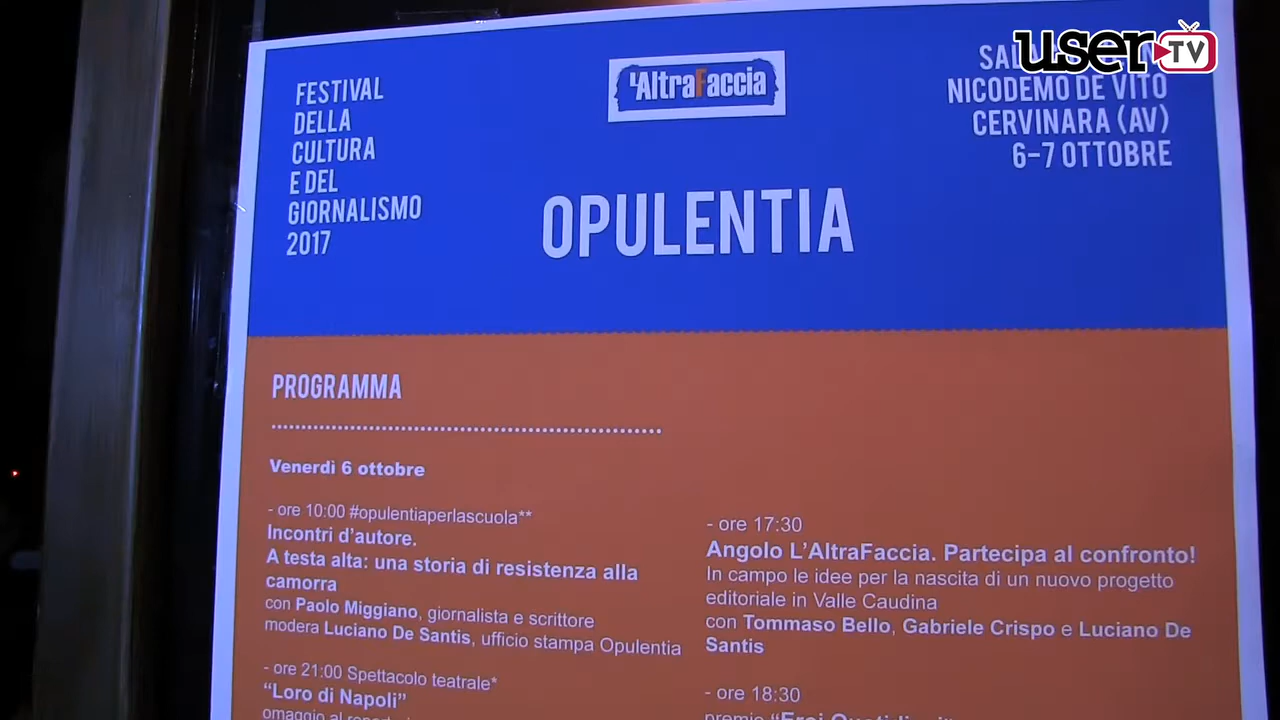 FESTIVAL
DELLA
CULTURA
E DEL
GIORNALISMO
2017
L'AltraFaccia
OPULENTIA
user TV
NICODEMO DE VITO
CERVINARA (AV)
6-7 OTTOBRE
PROGRAMMA
Venerdì 6 ottobre
- ore 10:00 #opulentiaperlascuola**
Incontri d'autore.
A testa alta: una storia di resistenza alla
camorra
con Paolo Miggiano, giornalista e scrittore
modera Luciano De Santis, ufficio stampa Opulentia
- ore 21:00 Spettacolo teatrale*
“Loro di Napoli”
- ore 17:30
Angolo L'AltraFaccia. Partecipa al confronto!
In campo le idee per la nascita di un nuovo progetto
editoriale in Valle Caudina
con Tommaso Bello, Gabriele Crispo e Luciano De
Santis
- ore 18:30